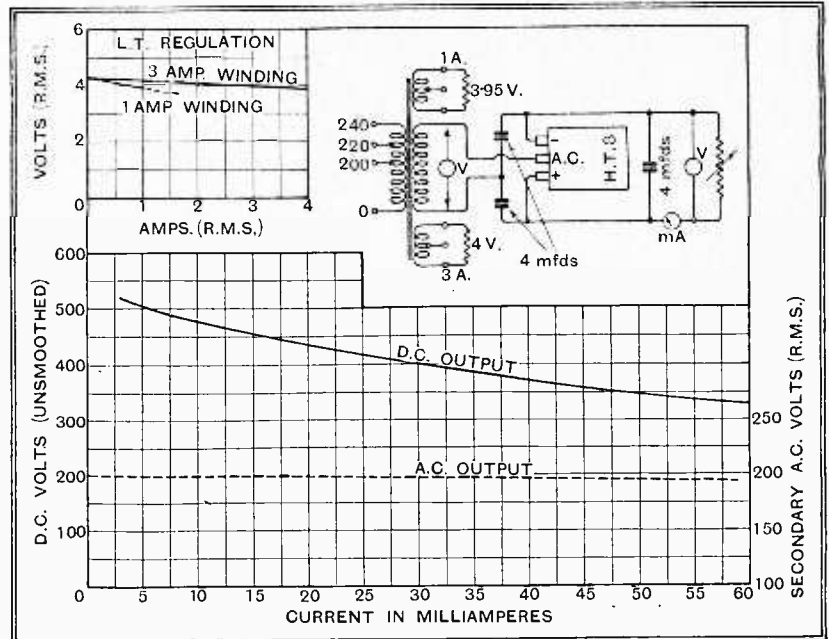 6
4
2
0
VOLTS (R.M.S.)
L.T. REGULATION
3 AMP. WINDING
1 AMP WINDING
0 1 2 3 4
AMPS. (R.M.S.)
1 A.
3·95 V.
240
220
200
0
V
4 V.
3 A.
4 mfds
-
A.C.
+
H.T.8
4 mfds
V
mA
600
500
400
300
200
100
0
D.C. VOLTS (UNSMOOTHED)
D.C. OUTPUT
A.C. OUTPUT
250
200
150
100
SECONDARY A.C. VOLTS (R.M.S.)
5 10 15 20 25 30 35 40 45 50 55 60
CURRENT IN MILLIAMPERES